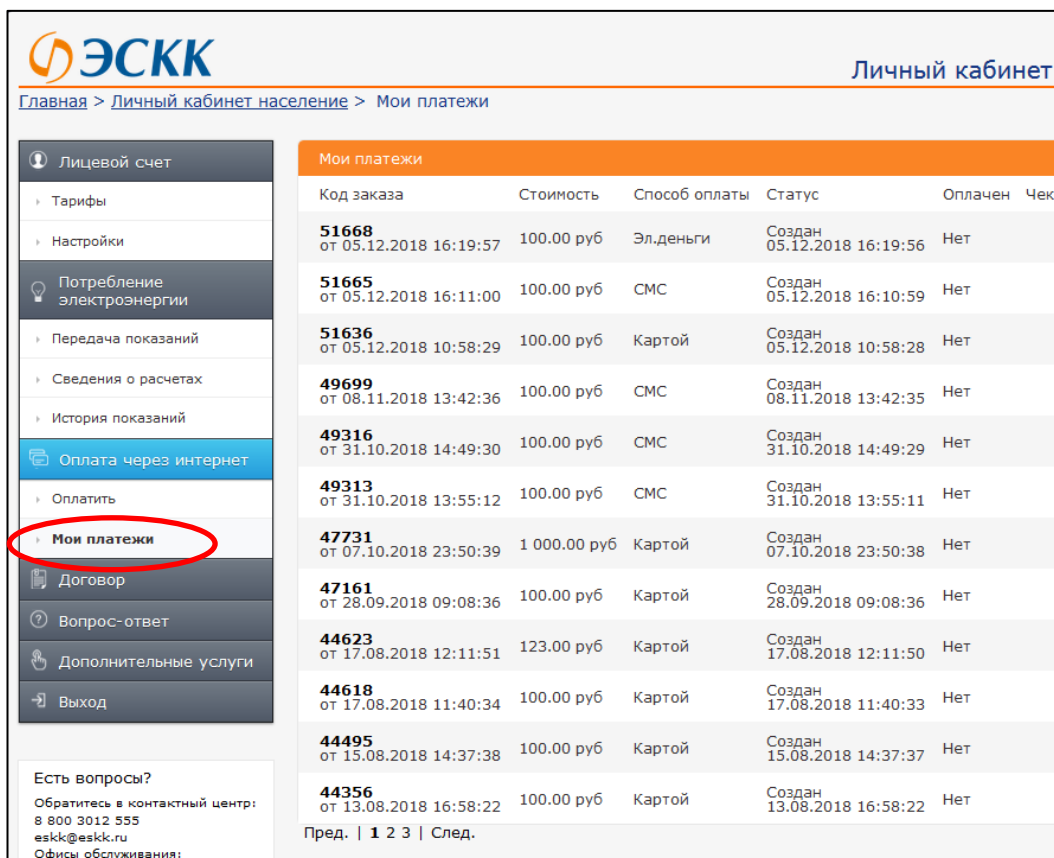 ЭСКК
Личный кабинет
Главная > Личный кабинет население > Мои платежи
Лицевой счет
Тарифы
Настройки
Потребление
электроэнергии
Передача показаний
Сведения о расчетах
История показаний
Оплата через интернет
Оплатить
Мои платежи
Договор
Вопрос-ответ
Дополнительные услуги
Выход
Есть вопросы?
Обратитесь в контактный центр:
8 800 3012 555
eskk@eskk.ru
Офисы обслуживания:
Мои платежи
Код заказа Стоимость Способ оплаты Статус Оплачен Чек
51668 Создан
от 05.12.2018 16:19:57 100.00 руб Эл.деньги 05.12.2018 16:19:56 Нет
51665 Создан
от 05.12.2018 16:11:00 100.00 руб СМС 05.12.2018 16:10:59 Нет
51636 Создан
от 05.12.2018 10:58:29 100.00 руб Картой 05.12.2018 10:58:28 Нет
49699 Создан
от 08.11.2018 13:42:36 100.00 руб СМС 08.11.2018 13:42:35 Нет
49316 Создан
от 31.10.2018 14:49:30 100.00 руб СМС 31.10.2018 14:49:29 Нет
49313 Создан
от 31.10.2018 13:55:12 100.00 руб СМС 31.10.2018 13:55:11 Нет
47731 Создан
от 07.10.2018 23:50:39 1 000.00 руб Картой 07.10.2018 23:50:38 Нет
47161 Создан
от 28.09.2018 09:08:36 100.00 руб Картой 28.09.2018 09:08:36 Нет
44623 Создан
от 17.08.2018 12:11:51 123.00 руб Картой 17.08.2018 12:11:50 Нет
44618 Создан
от 17.08.2018 11:40:34 100.00 руб Картой 17.08.2018 11:40:33 Нет
44495 Создан
от 15.08.2018 14:37:38 100.00 руб Картой 15.08.2018 14:37:37 Нет
44356 Создан
от 13.08.2018 16:58:22 100.00 руб Картой 13.08.2018 16:58:22 Нет
Пред. | 1 2 3 | След.